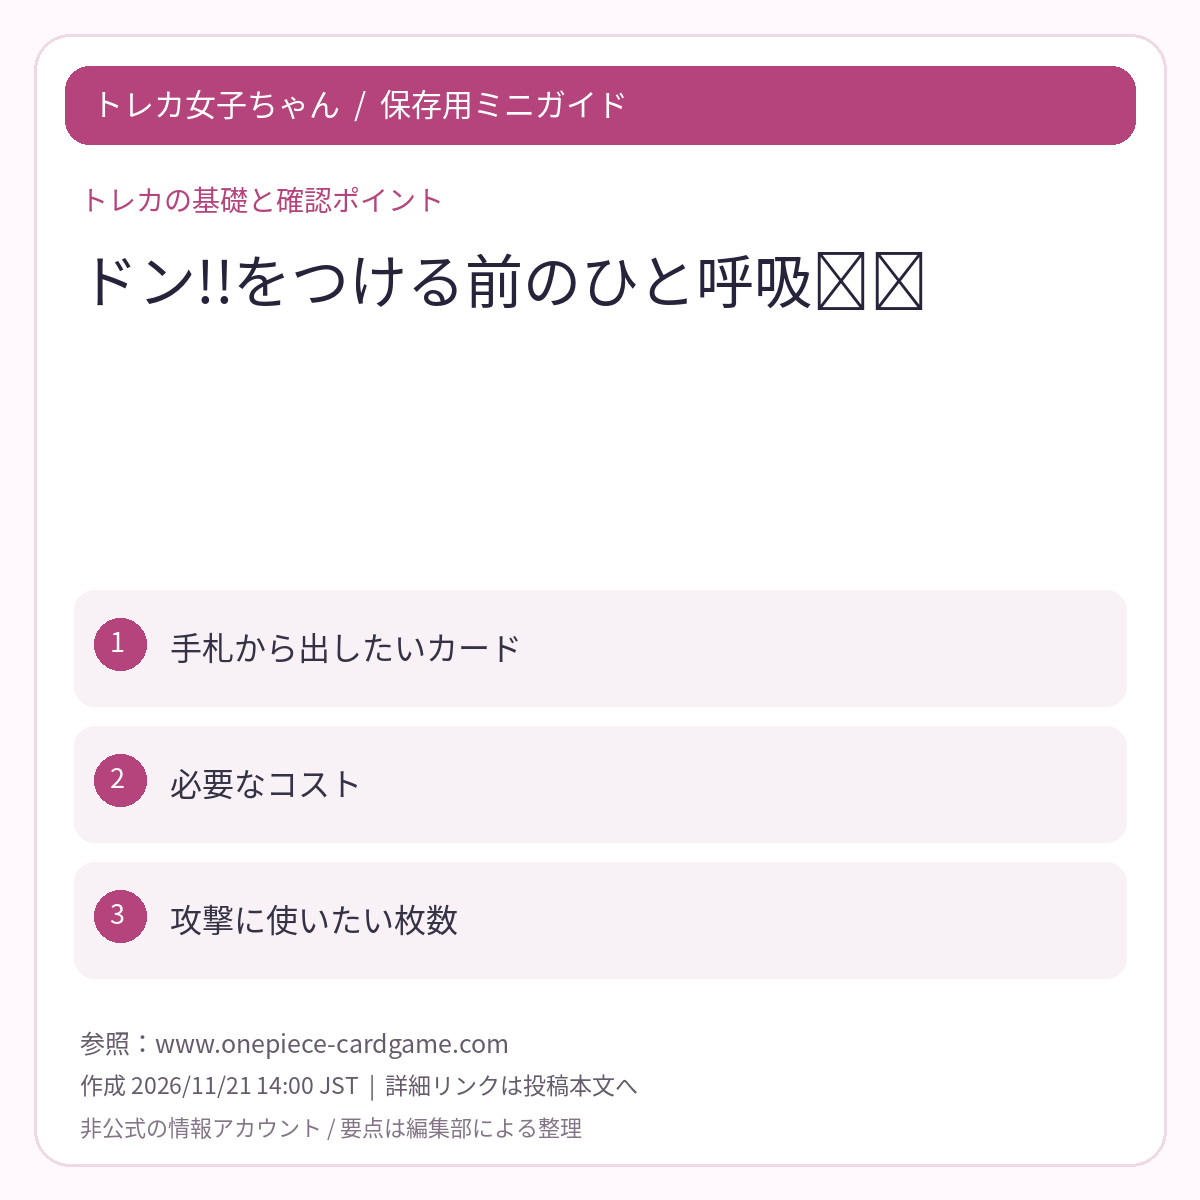 トレカ女子ちゃん / 保存用ミニガイド
トレカの基礎と確認ポイント
ドン!!をつける前のひと呼吸
1 手札から出したいカード
2 必要なコスト
3 攻撃に使いたい枚数
参照：www.onepiece-cardgame.com
作成 2026/11/21 14:00 JST｜詳細リンクは投稿本文へ
非公式の情報アカウント / 要点は編集部による整理